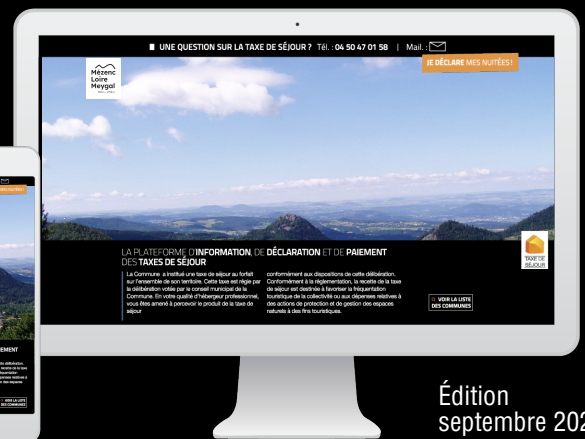 ■ UNE QUESTION SUR LA TAXE DE SÉJOUR ? Tél. : 04 50 47 01 58 | Mail. :
JE DÉCLARE MES NUITÉES !
Mézenc
Loire
Meygal
LA PLATEFORME D'INFORMATION, DE DÉCLARATION ET DE PAIEMENT
DES TAXES DE SÉJOUR
La Commune a institué une taxe de séjour au forfait
sur l'ensemble de son territoire. Cette taxe est régie par
la délibération votée par le conseil municipal de la
Commune. En votre qualité d'hébergeur professionnel,
vous êtes amené à percevoir le produit de la taxe de
séjour
conformément aux dispositions de cette délibération.
Conformément à la réglementation, la recette de la taxe
de séjour est destinée à favoriser la fréquentation
touristique de la collectivité ou aux dépenses relatives à
des actions de protection et de gestion des espaces
naturels à des fins touristiques.
TAXE DE
SÉJOUR
VOIR LA LISTE
DES COMMUNES
Édition
septembre 202